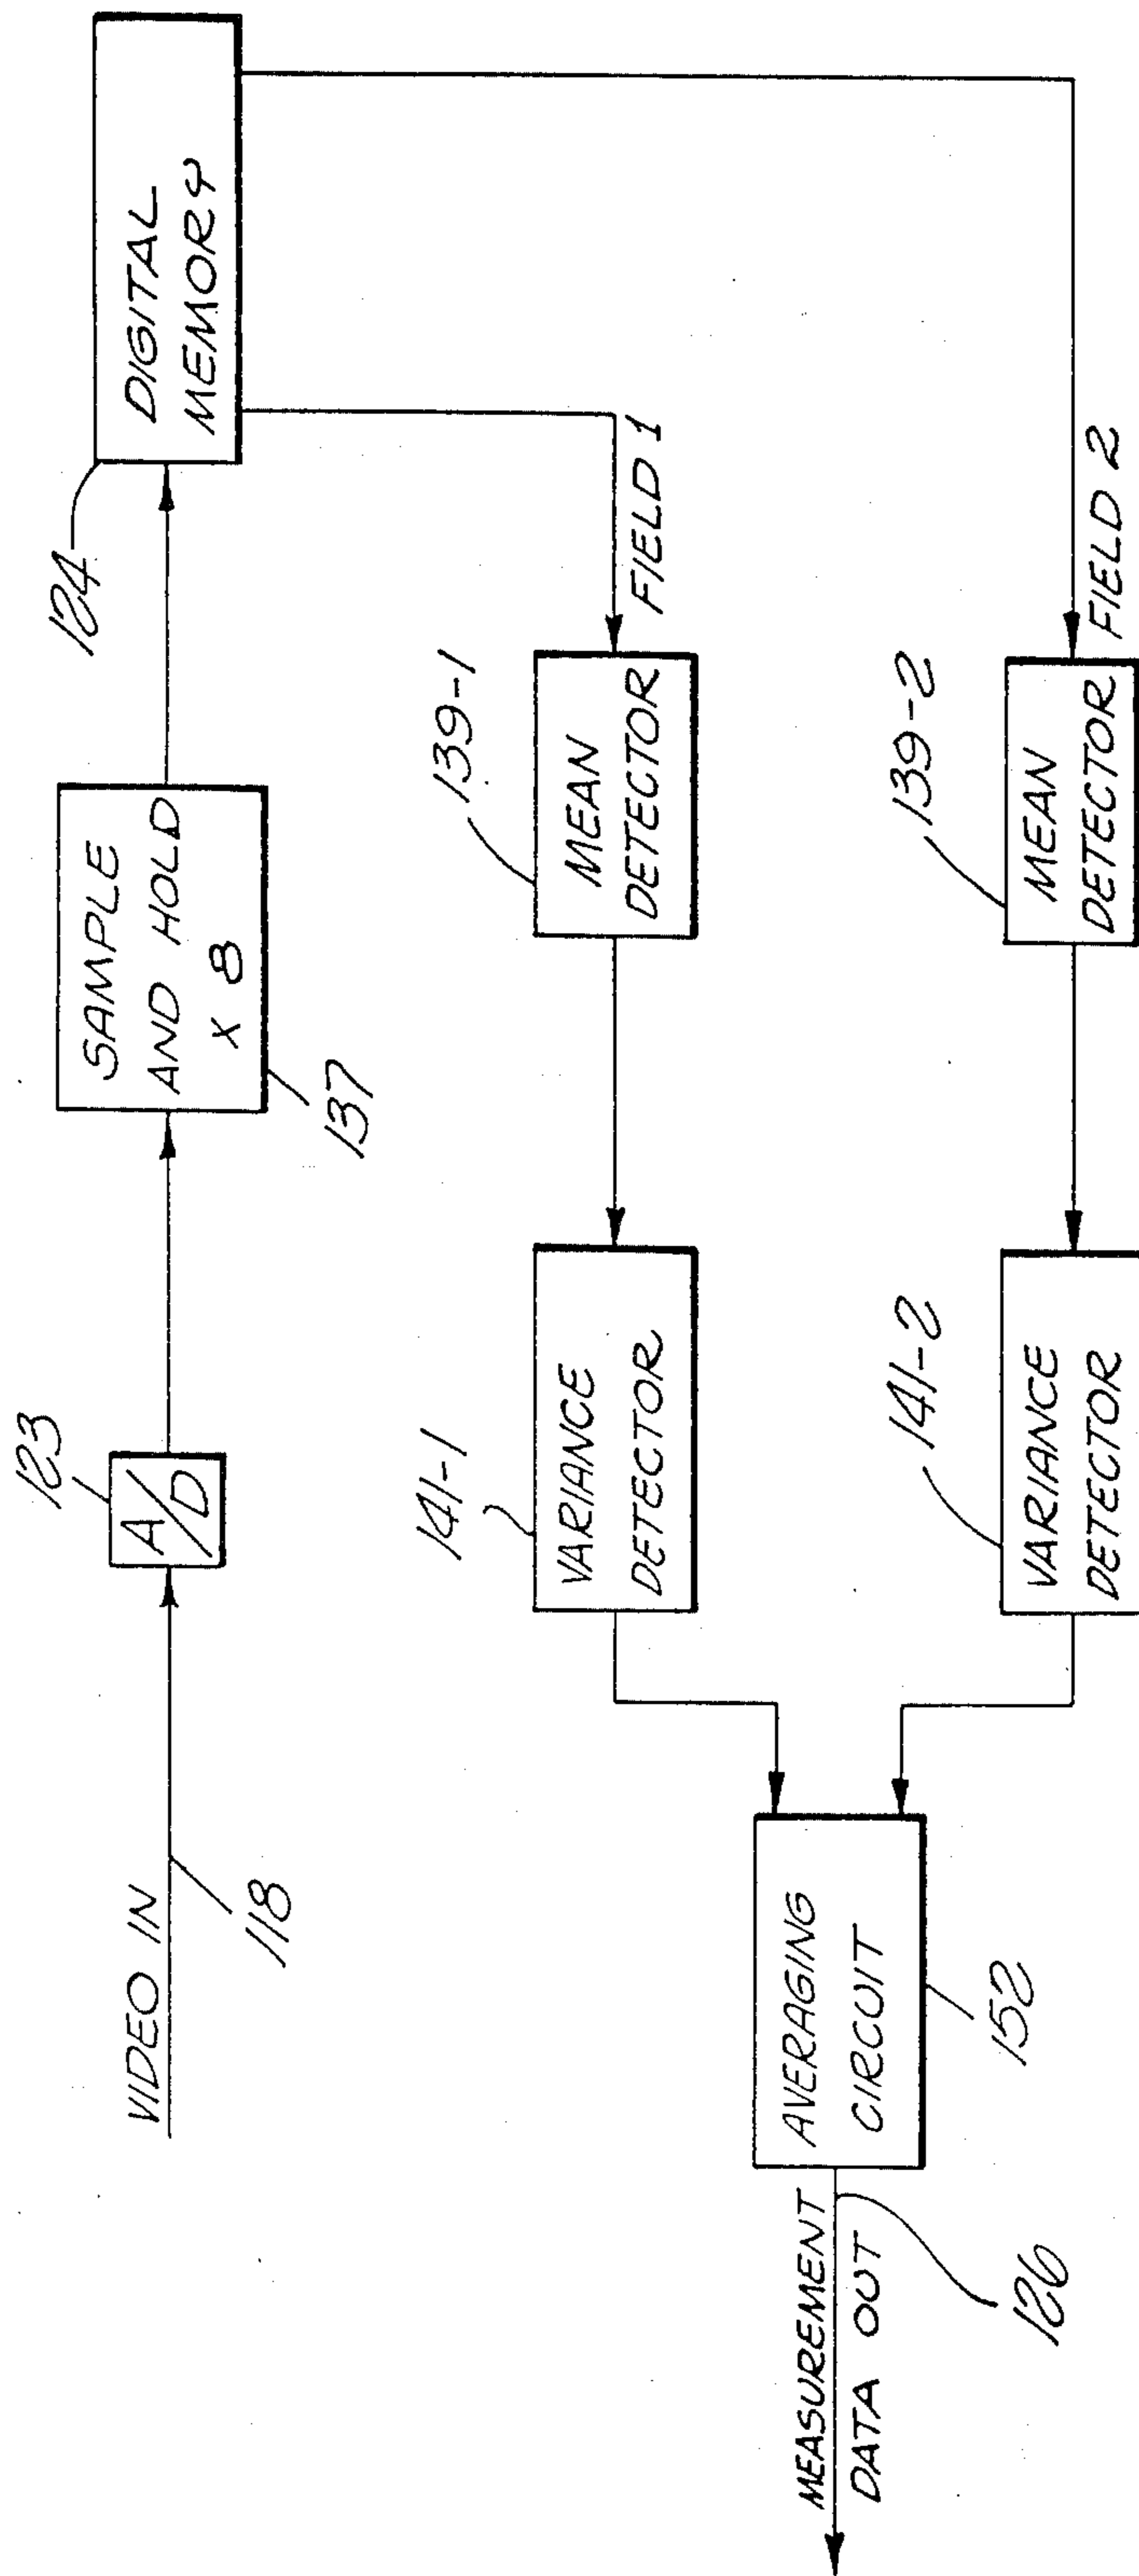 VIDEO IN
118
123
A/D
SAMPLE
AND HOLD
X 8
137
124
DIGITAL
MEMORY
141-1
VARIANCE
DETECTOR
139-1
MEAN
DETECTOR
FIELD 1
MEASUREMENT
DATA OUT
126
AVERAGING
CIRCUIT
152
141-2
VARIANCE
DETECTOR
139-2
MEAN
DETECTOR
FIELD 2